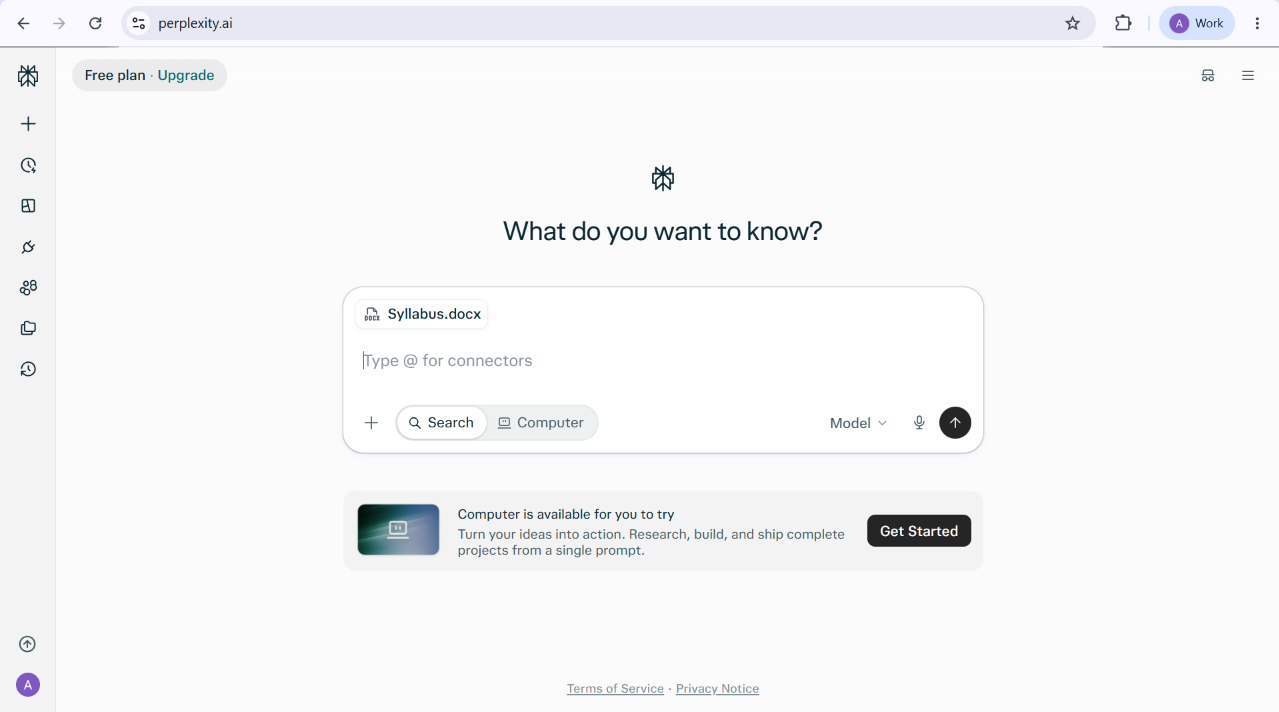 perplexity.ai
A Work
Free plan · Upgrade
What do you want to know?
DOCX Syllabus.docx
Type @ for connectors
Search Computer Model
Computer is available for you to try
Turn your ideas into action. Research, build, and ship complete
projects from a single prompt.
Get Started
A
Terms of Service · Privacy Notice